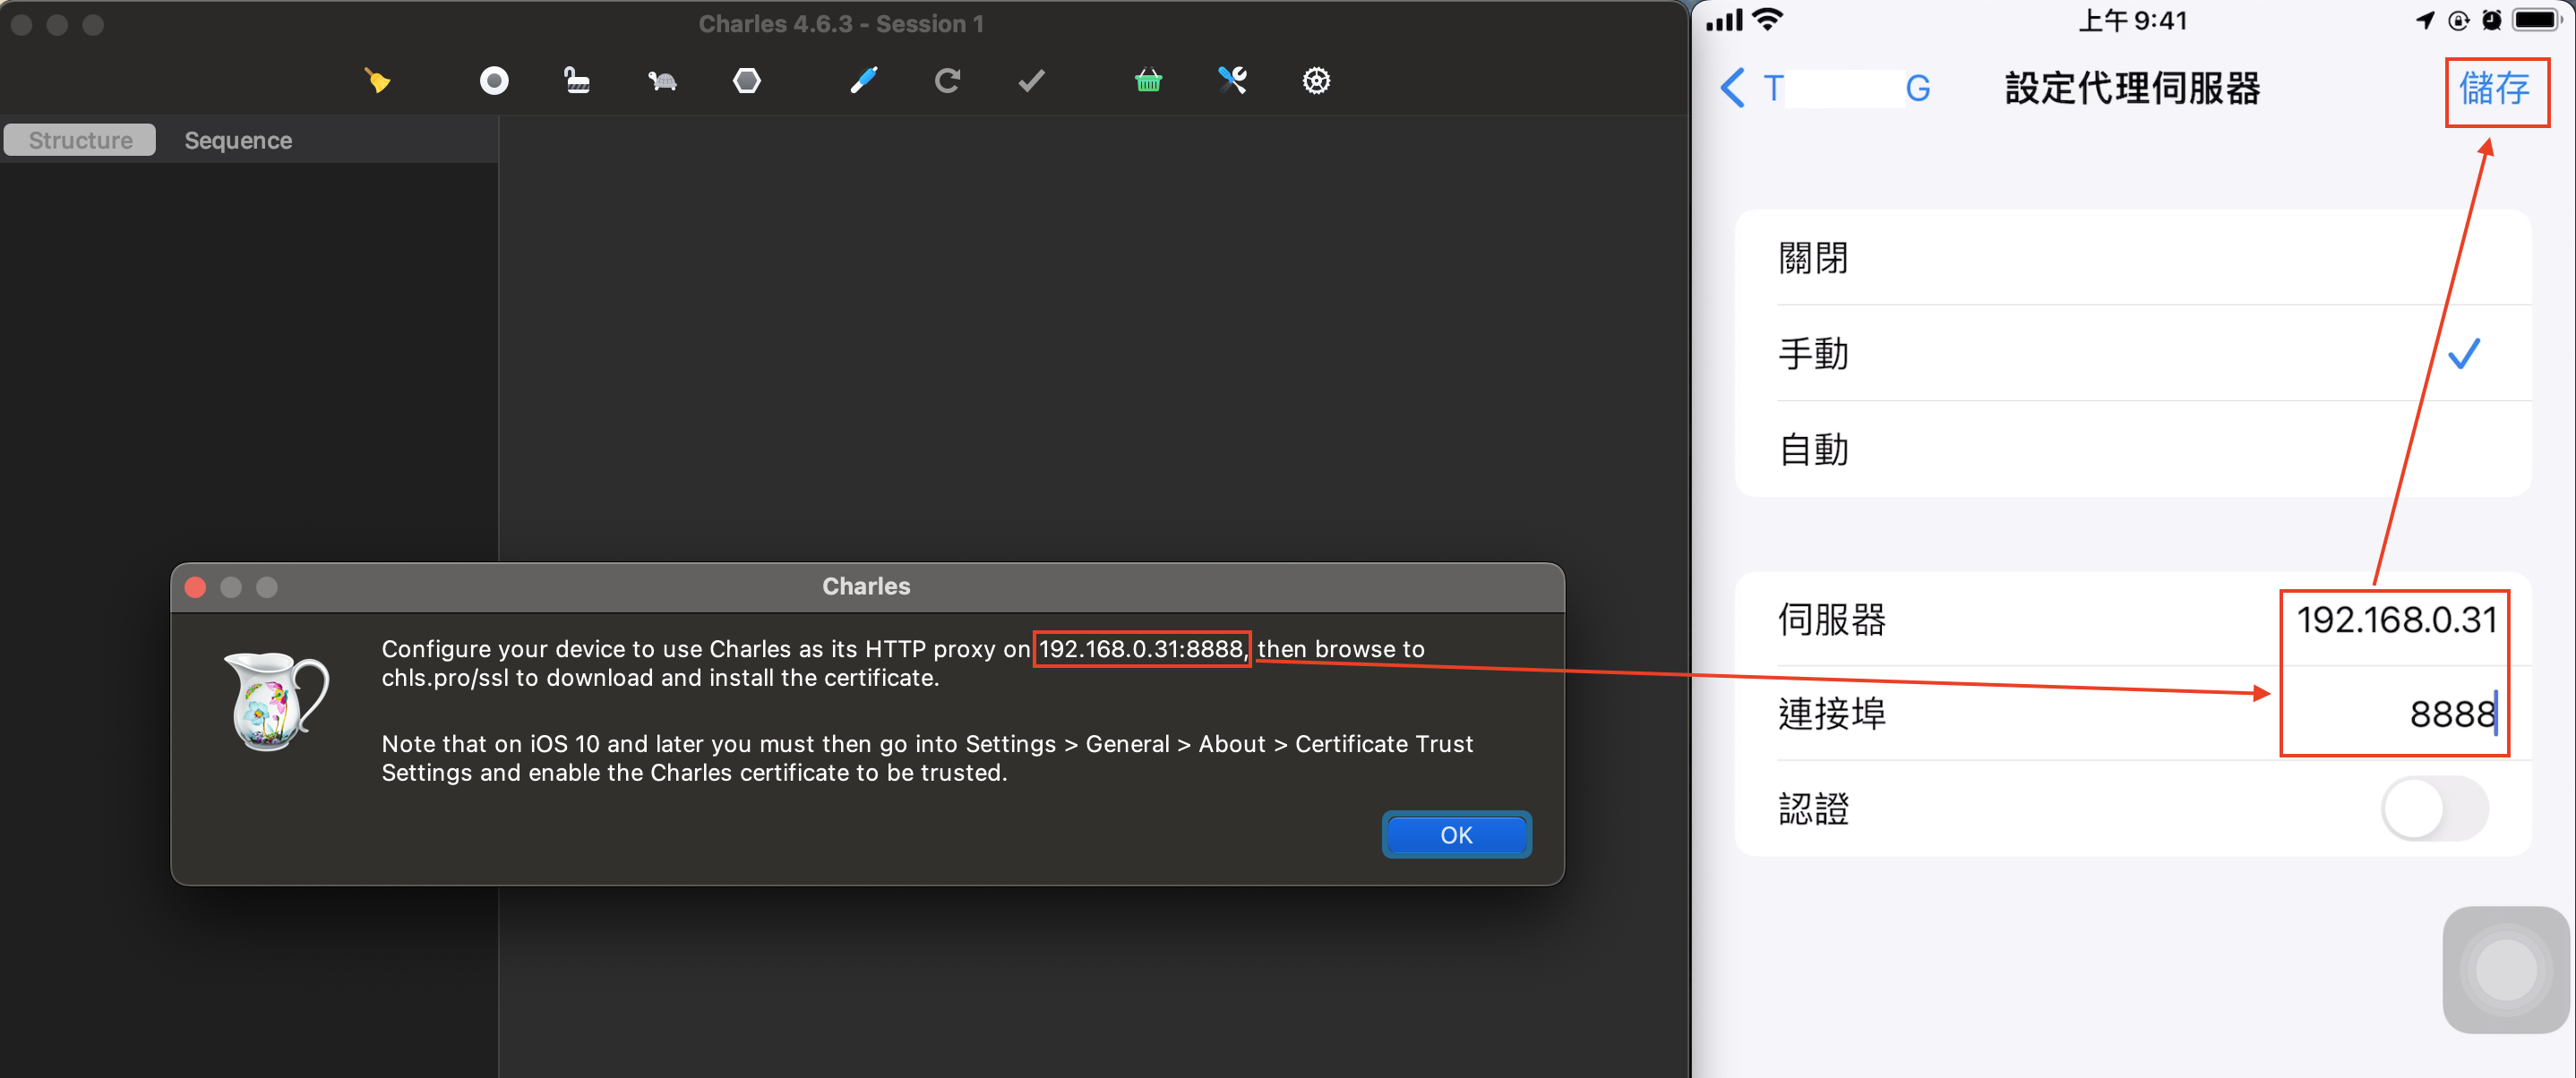 Charles 4.6.3 - Session 1
Structure
Sequence
Charles
Configure your device to use Charles as its HTTP proxy on 192.168.0.31:8888, then browse to
chls.pro/ssl to download and install the certificate.
Note that on iOS 10 and later you must then go into Settings > General > About > Certificate Trust
Settings and enable the Charles certificate to be trusted.
OK
上午 9:41
T G
設定代理伺服器
儲存
關閉
手動
自動
伺服器 192.168.0.31
連接埠 8888
認證